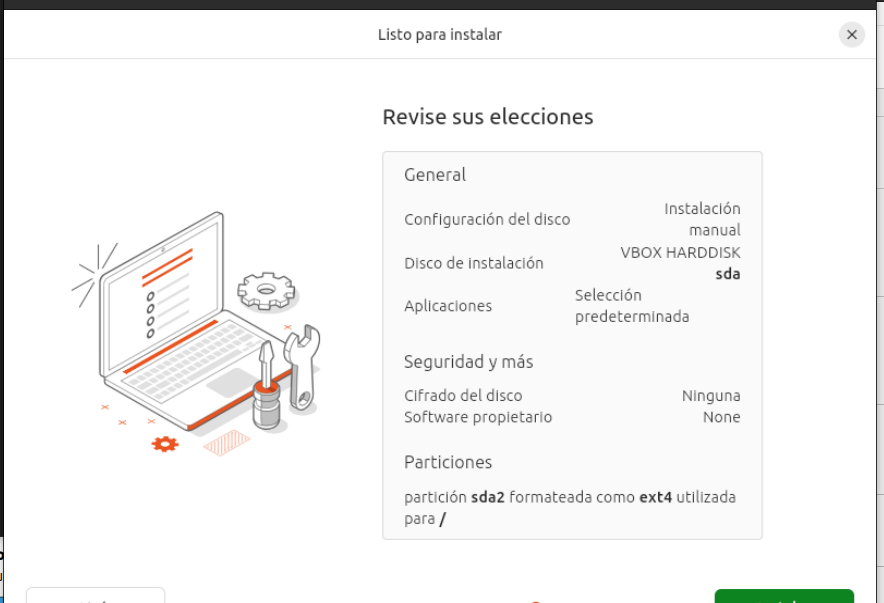 Listo para instalar
Revise sus elecciones
General
Configuración del disco
Instalación
manual
Disco de instalación
VBOX HARDDISK
sda
Aplicaciones
Selección
predeterminada
Seguridad y más
Cifrado del disco
Ninguna
Software propietario
None
Particiones
partición sda2 formateada como ext4 utilizada
para /